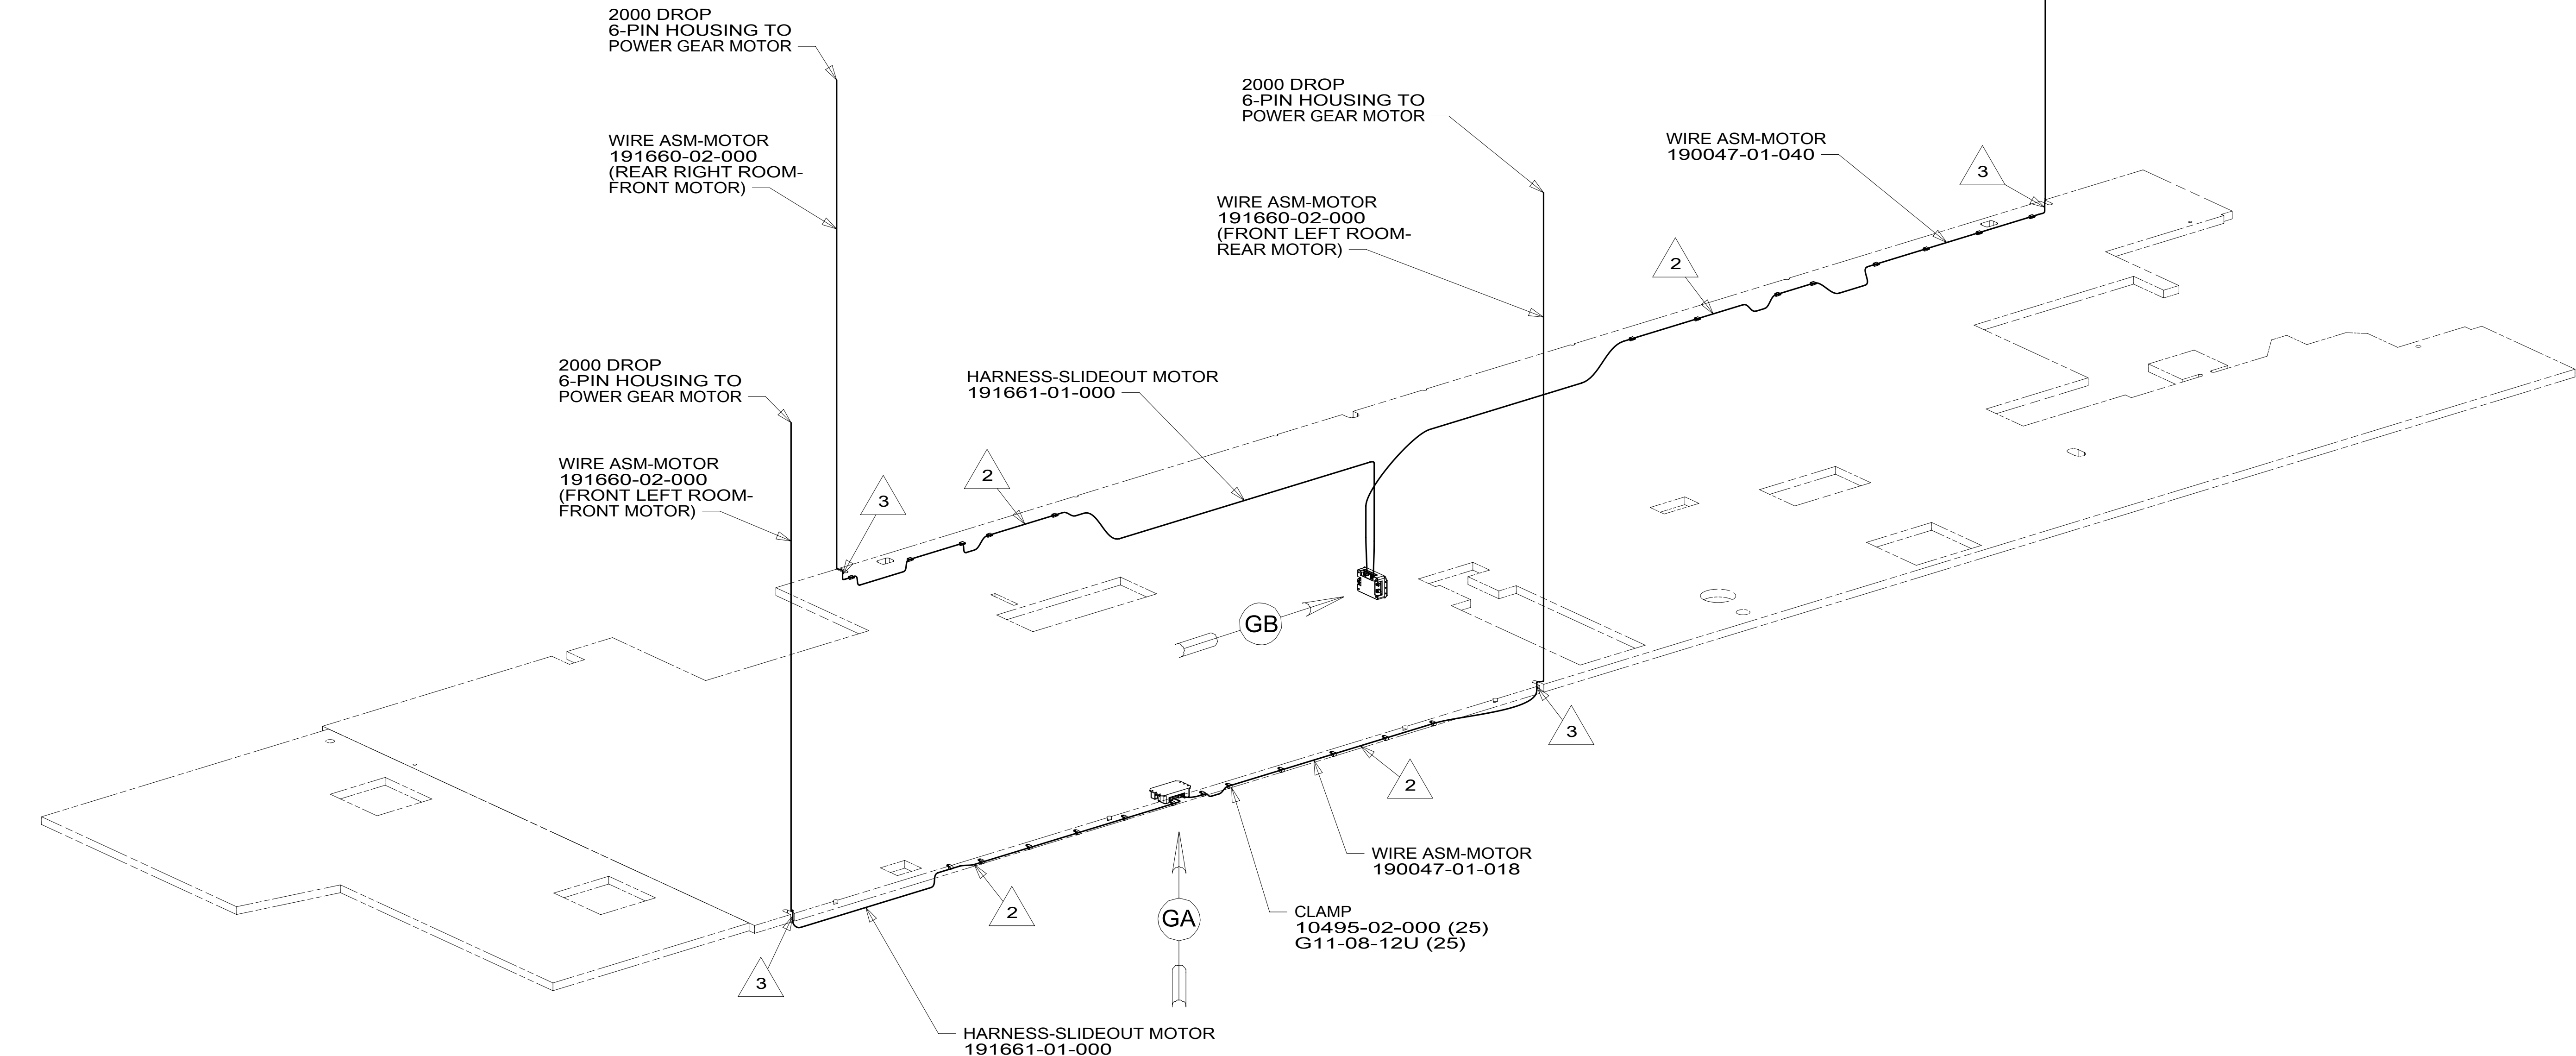 2000 DROP
6-PIN HOUSING TO
POWER GEAR MOTOR
WIRE ASM-MOTOR
191660-02-000
(REAR RIGHT ROOM-
FRONT MOTOR)
2000 DROP
6-PIN HOUSING TO
POWER GEAR MOTOR
WIRE ASM-MOTOR
191660-02-000
(FRONT LEFT ROOM-
REAR MOTOR)
WIRE ASM-MOTOR
190047-01-040
3
2
2000 DROP
6-PIN HOUSING TO
POWER GEAR MOTOR
WIRE ASM-MOTOR
191660-02-000
(FRONT LEFT ROOM-
FRONT MOTOR)
HARNESS-SLIDEOUT MOTOR
191661-01-000
2
3
GB
3
2
WIRE ASM-MOTOR
190047-01-018
CLAMP
10495-02-000 (25)
G11-08-12U (25)
GA
2
3
HARNESS-SLIDEOUT MOTOR
191661-01-000